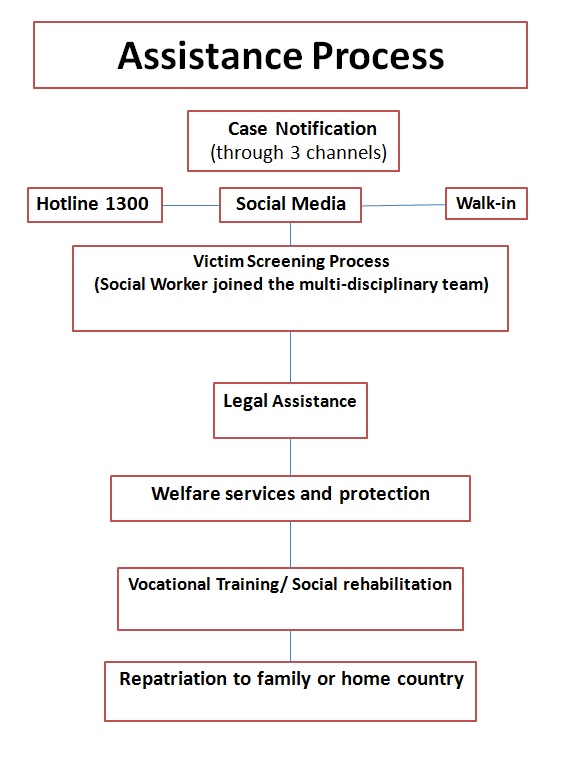 Assistance Process
Case Notification
(through 3 channels)
Hotline 1300
Social Media
Walk-in
Victim Screening Process
(Social Worker joined the multi-disciplinary team)
Legal Assistance
Welfare services and protection
Vocational Training/ Social rehabilitation
Repatriation to family or home country